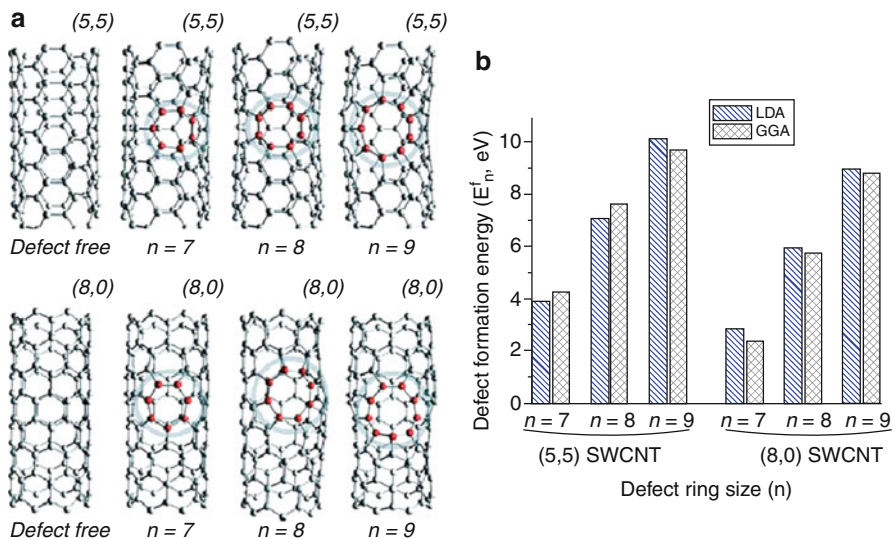 a
(5,5) (5,5) (5,5) (5,5)
Defect free n = 7 n = 8 n = 9
(8,0) (8,0) (8,0) (8,0)
Defect free n = 7 n = 8 n = 9
b
LDA
GGA
Defect formation energy (Eᶠₙ, eV)
10
8
6
4
2
0
n = 7 n = 8 n = 9 n = 7 n = 8 n = 9
(5,5) SWCNT (8,0) SWCNT
Defect ring size (n)